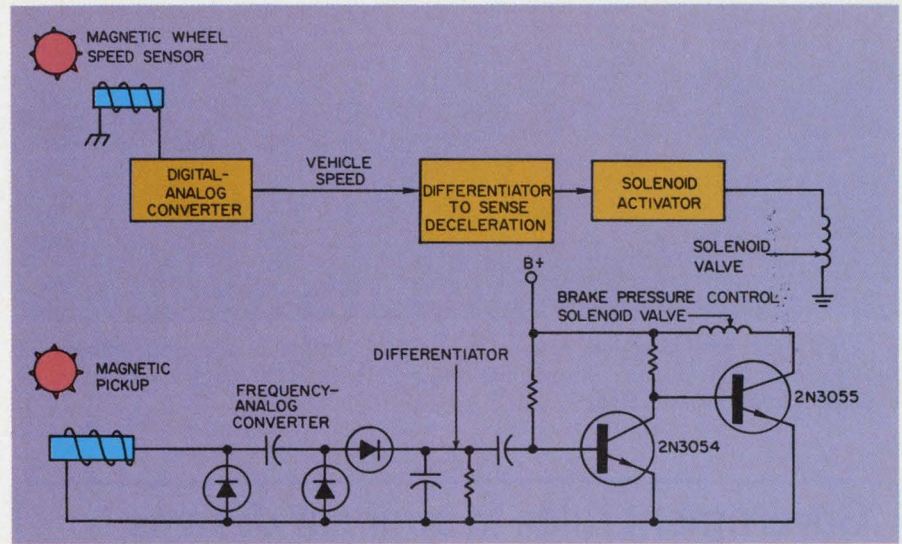 MAGNETIC WHEEL
SPEED SENSOR
DIGITAL-
ANALOG
CONVERTER
VEHICLE
SPEED
DIFFERENTIATOR
TO SENSE
DECELERATION
SOLENOID
ACTIVATOR
SOLENOID
VALVE
B+
BRAKE PRESSURE CONTROL
SOLENOID VALVE
MAGNETIC
PICKUP
FREQUENCY-
ANALOG
CONVERTER
DIFFERENTIATOR
2N3054
2N3055